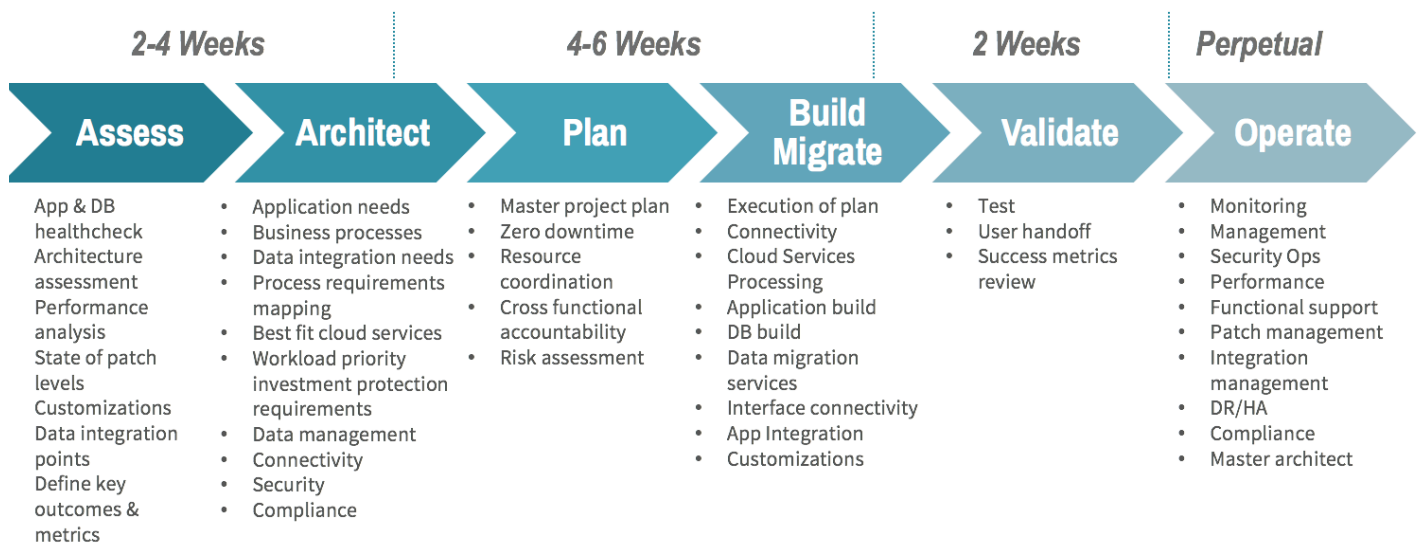 2-4 Weeks
4-6 Weeks
2 Weeks
Perpetual
Assess
Architect
Plan
Build
Migrate
Validate
Operate
App & DB
healthcheck
Architecture
assessment
Performance
analysis
State of patch
levels
Customizations
Data integration
points
Define key
outcomes &
metrics
• Application needs
• Business processes
• Data integration needs
• Process requirements
mapping
• Best fit cloud services
• Workload priority
investment protection
requirements
• Data management
• Connectivity
• Security
• Compliance
• Master project plan
• Zero downtime
• Resource
coordination
• Cross functional
accountability
• Risk assessment
• Execution of plan
• Connectivity
• Cloud Services
Processing
• Application build
• DB build
• Data migration
services
• Interface connectivity
• App Integration
• Customizations
• Test
• User handoff
• Success metrics
review
• Monitoring
• Management
• Security Ops
• Performance
• Functional support
• Patch management
• Integration
management
• DR/HA
• Compliance
• Master architect